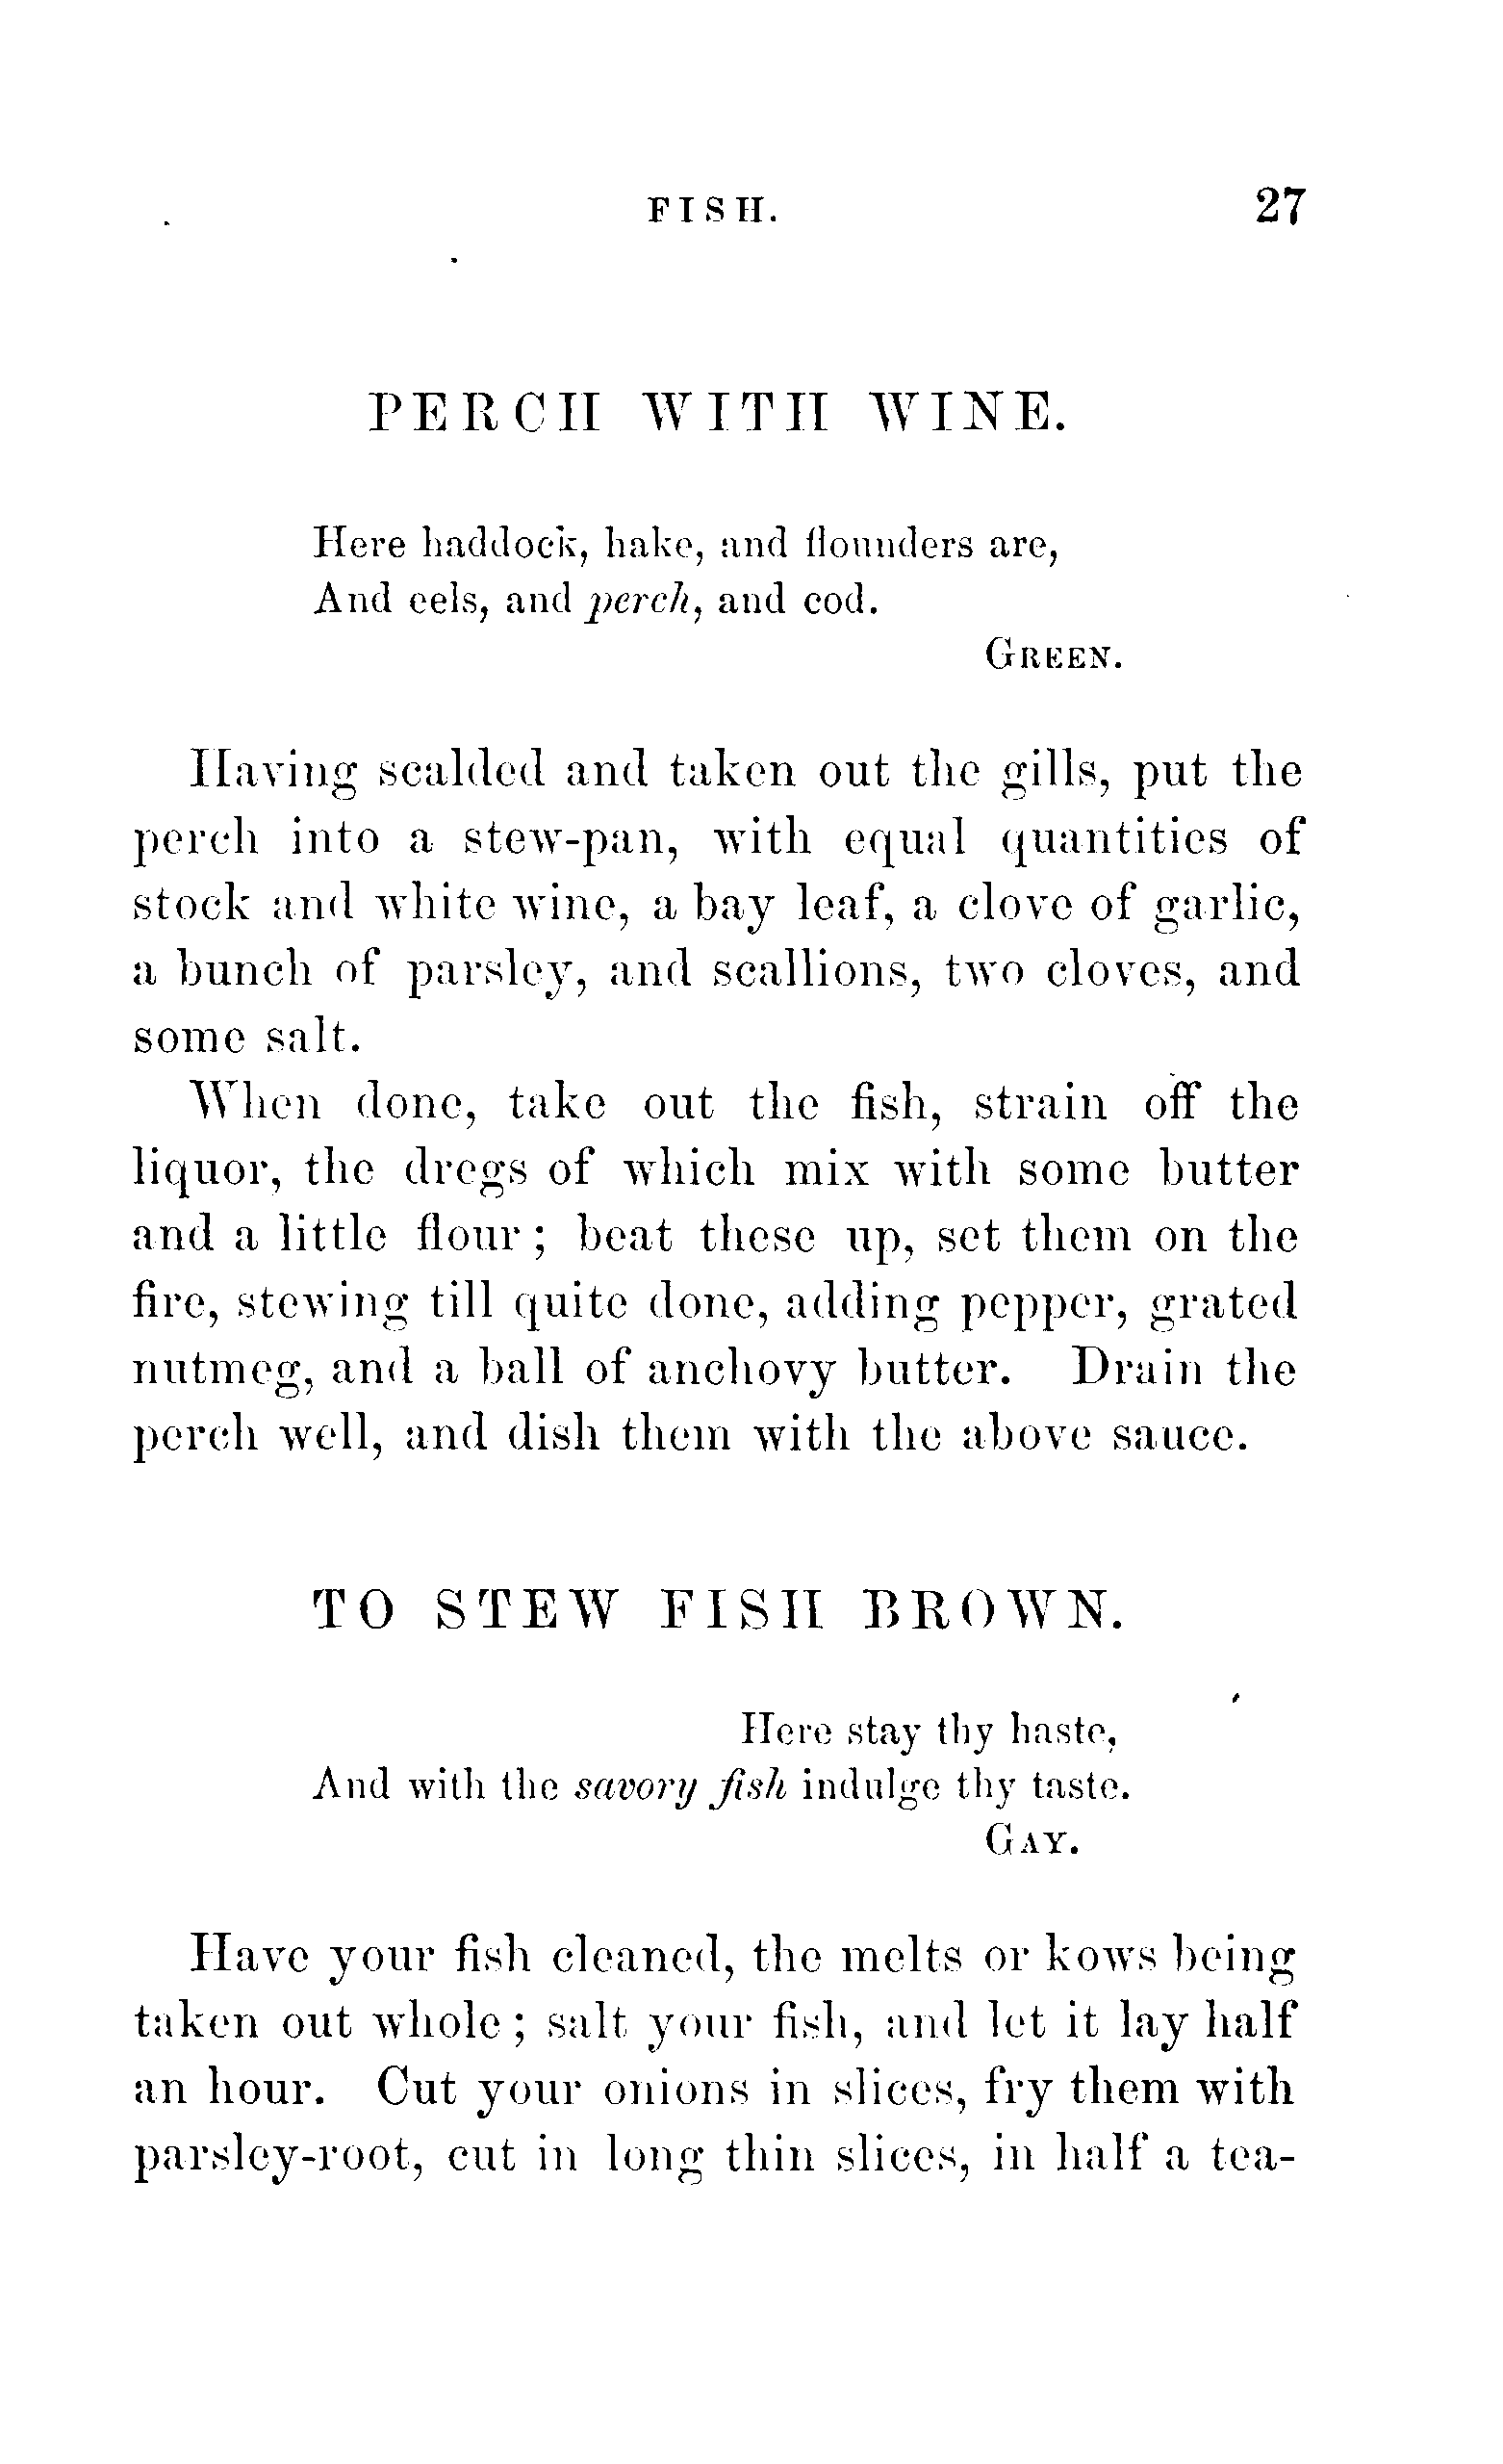 FISH. 27
PERCH WITH WINE.
Here haddock, hake, and flounders are,
And eels, and perch, and cod.
GREEN.
Having scalded and taken out the gills, put the
perch into a stew-pan, with equal quantities of
stock and white wine, a bay leaf, a clove of garlic,
a bunch of parsley, and scallions, two cloves, and
some salt.
When done, take out the fish, strain off the
liquor, the dregs of which mix with some butter
and a little flour; beat these up, set them on the
fire, stewing till quite done, adding pepper, grated
nutmeg, and a ball of anchovy butter. Drain the
perch well, and dish them with the above sauce.
TO STEW FISH BROWN.
Here stay thy haste,
And with the savory fish indulge thy taste.
GAY.
Have your fish cleaned, the melts or kows being
taken out whole; salt your fish, and let it lay half
an hour. Cut your onions in slices, fry them with
parsley-root, cut in long thin slices, in half a tea-